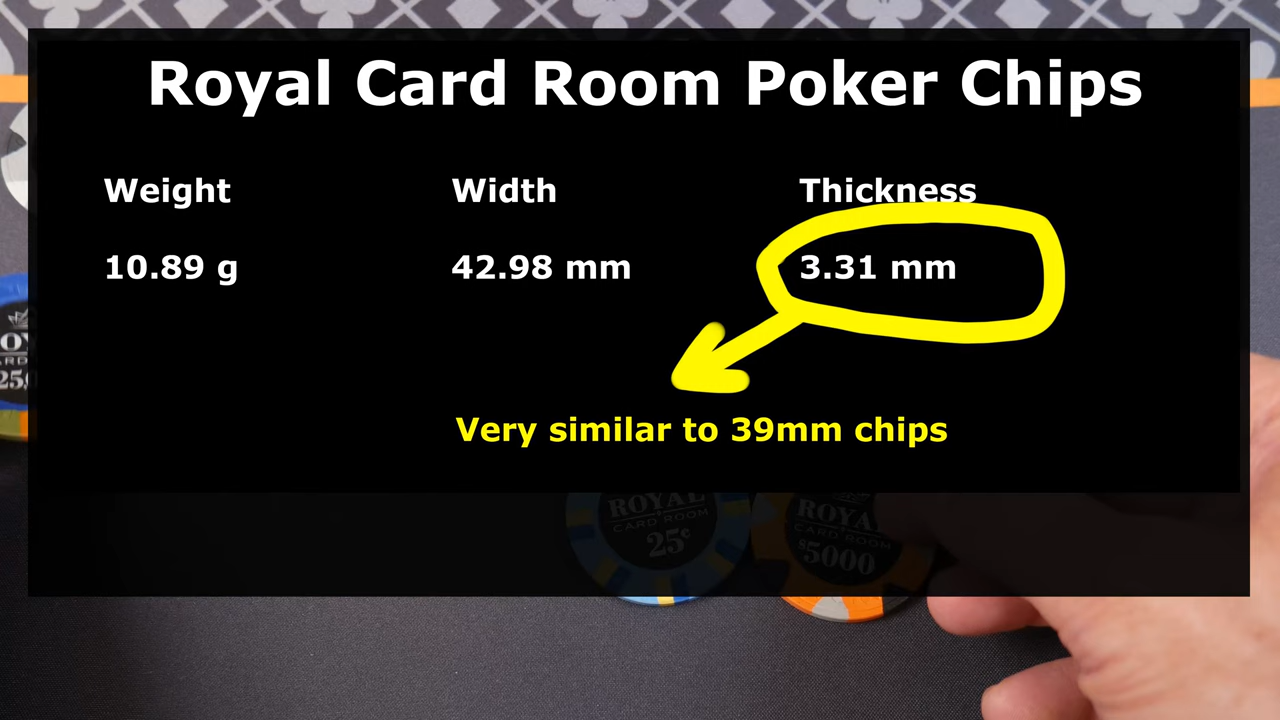 Royal Card Room Poker Chips
Weight Width Thickness
10.89 g 42.98 mm 3.31 mm
Very similar to 39mm chips
ROYAL
CARD ROOM
25¢
ROYAL
CARD ROOM
$5000